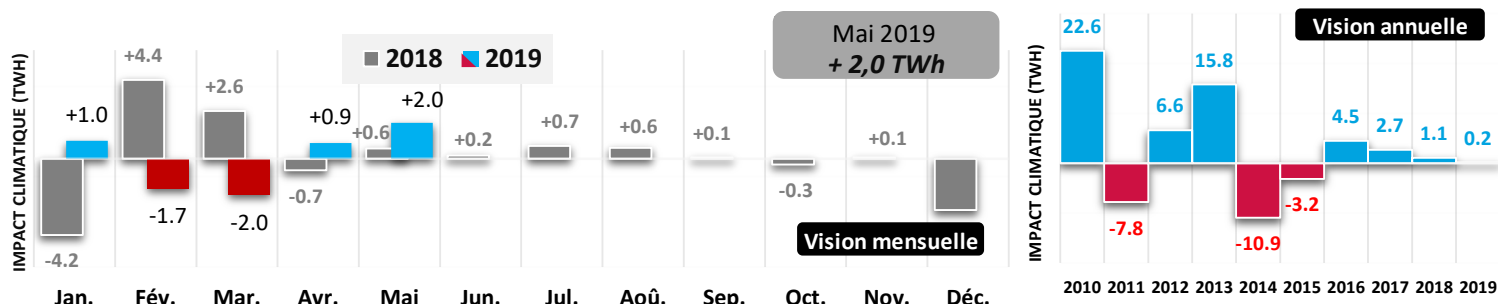 IMPACT CLIMATIQUE (TWH)
2018 2019
Mai 2019
+ 2,0 TWh
-4.2 +4.4 +2.6 -0.7 +0.6 +0.2 +0.7 +0.6 +0.1 -0.3 +0.1
+1.0 -1.7 -2.0 +0.9 +2.0
Vision mensuelle
Jan. Fév. Mar. Avr. Mai Jun. Jul. Aoû. Sep. Oct. Nov. Déc.
IMPACT CLIMATIQUE (TWH)
Vision annuelle
22.6 -7.8 6.6 15.8 -10.9 -3.2 4.5 2.7 1.1 0.2
2010 2011 2012 2013 2014 2015 2016 2017 2018 2019